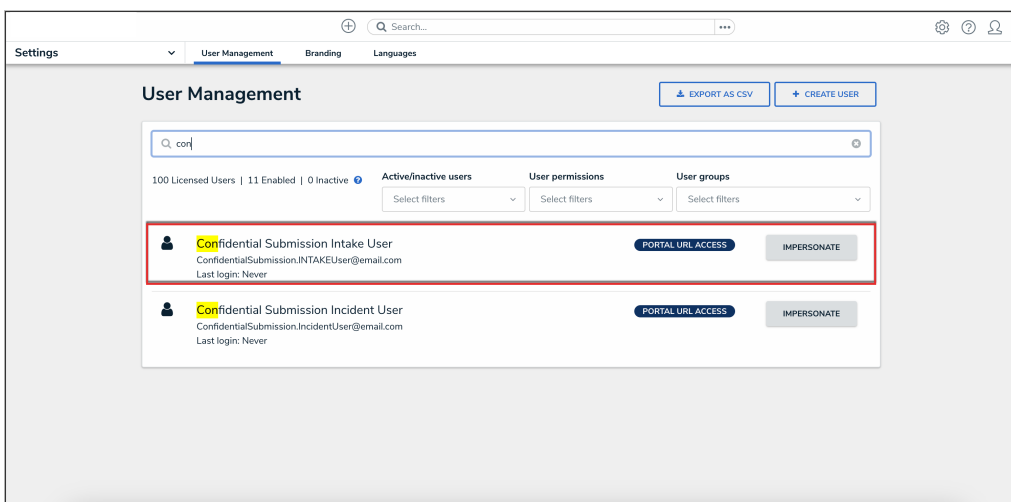 Search...
Settings
User Management
Branding
Languages
User Management
EXPORT AS CSV
+ CREATE USER
con
100 Licensed Users | 11 Enabled | 0 Inactive ?
Active/inactive users
User permissions
User groups
Select filters
Select filters
Select filters
Confidential Submission Intake User
ConfidentialSubmission.INTAKEUser@email.com
Last login: Never
PORTAL URL ACCESS
IMPERSONATE
Confidential Submission Incident User
ConfidentialSubmission.IncidentUser@email.com
Last login: Never
PORTAL URL ACCESS
IMPERSONATE